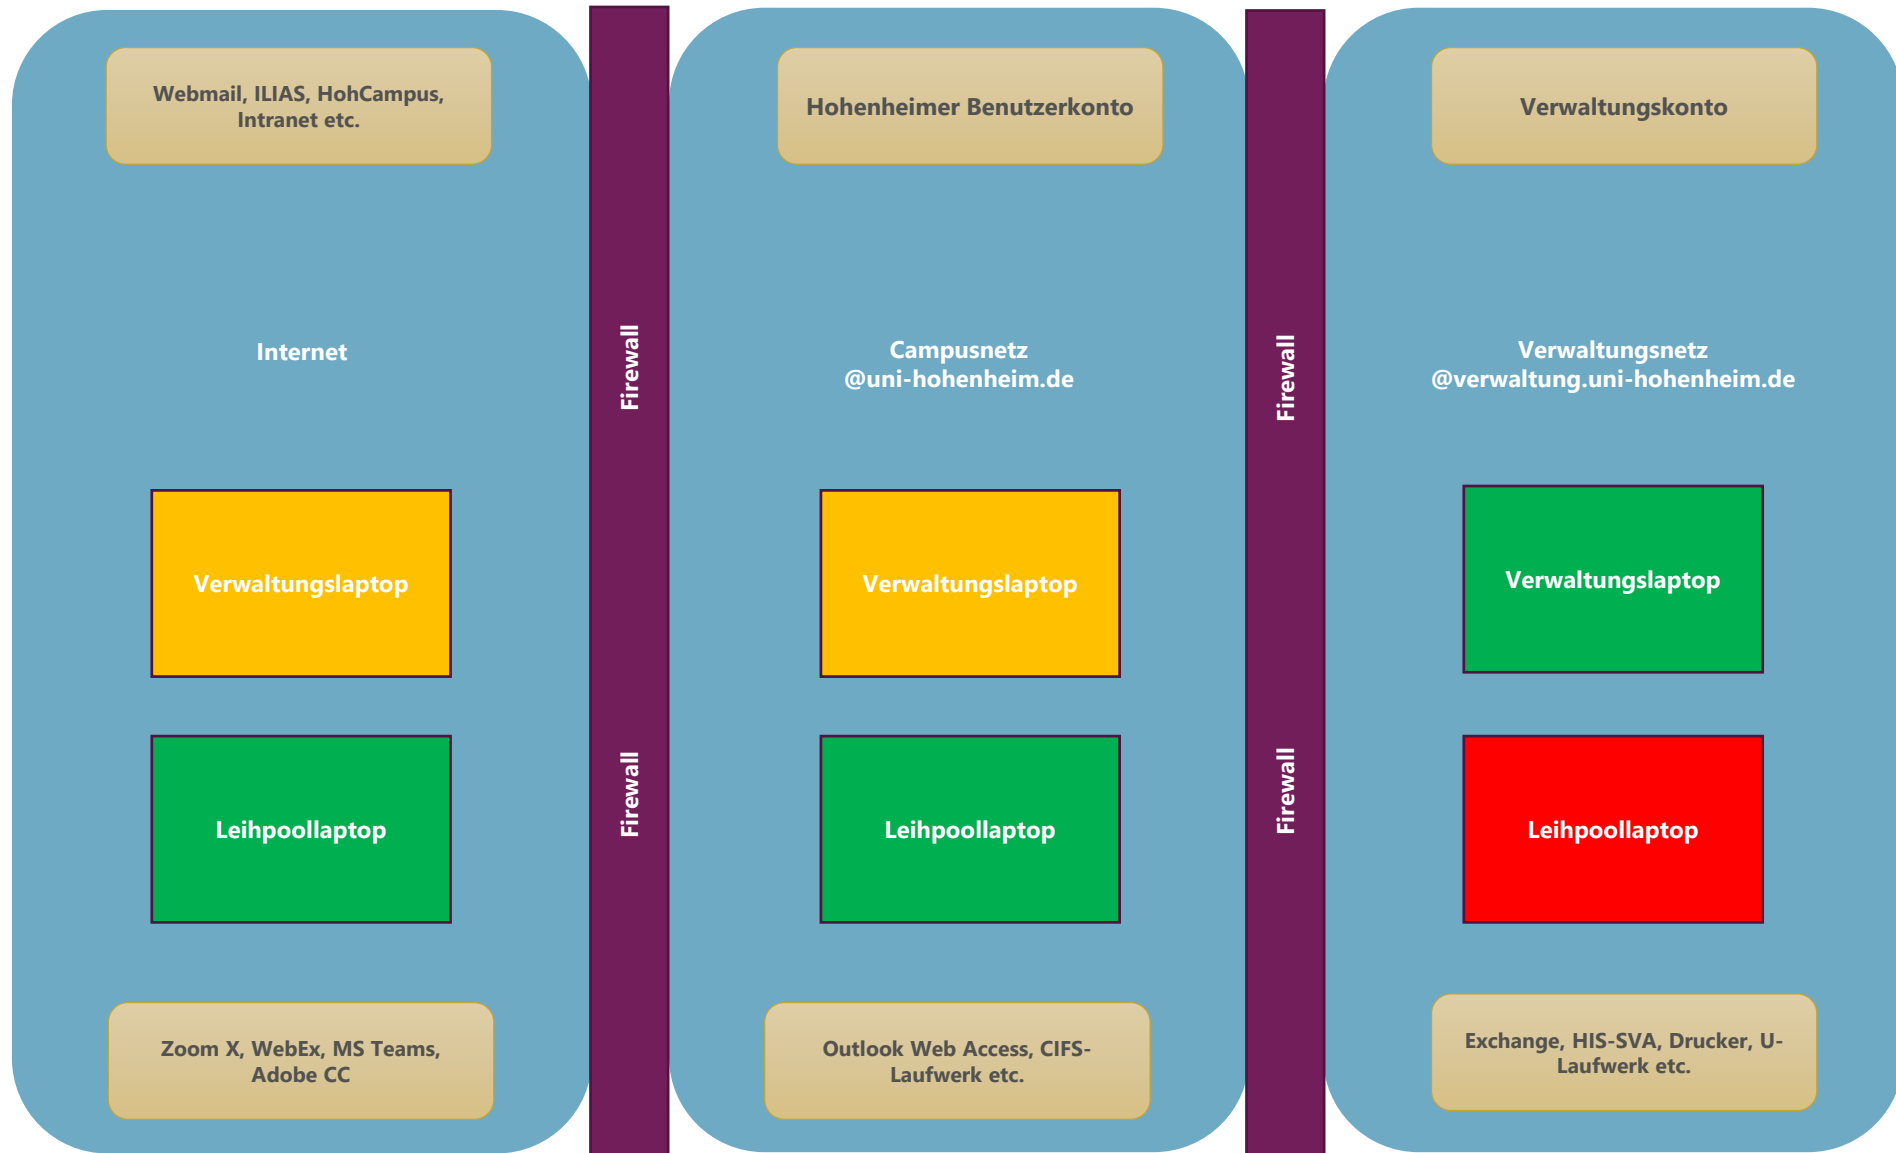 Webmail, ILIAS, HohCampus,
Intranet etc.
Internet
Verwaltungslaptop
Leihpoollaptop
Zoom X, WebEx, MS Teams,
Adobe CC
Firewall
Firewall
Hohenheimer Benutzerkonto
Campusnetz
@uni-hohenheim.de
Verwaltungslaptop
Leihpoollaptop
Outlook Web Access, CIFS-
Laufwerk etc.
Firewall
Firewall
Verwaltungskonto
Verwaltungsnetz
@verwaltung.uni-hohenheim.de
Verwaltungslaptop
Leihpoollaptop
Exchange, HIS-SVA, Drucker, U-
Laufwerk etc.